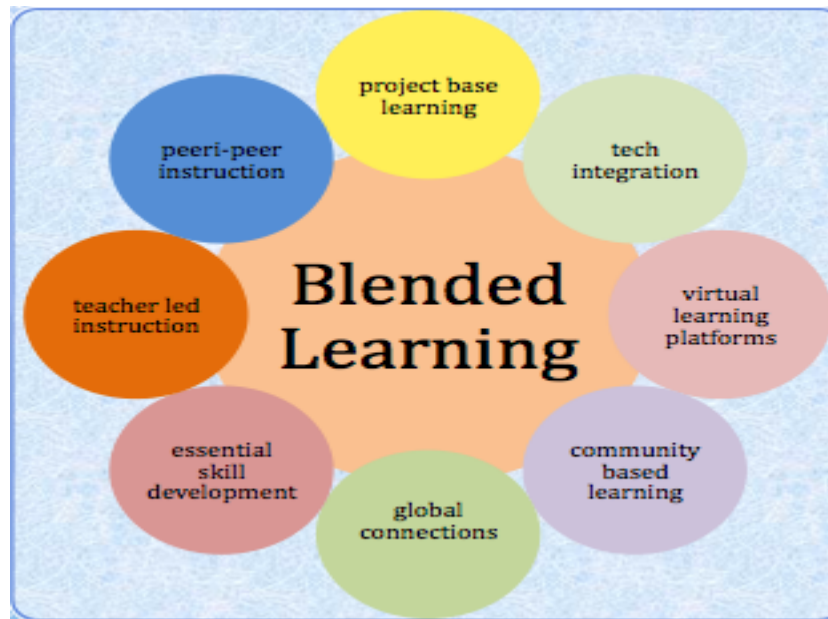 project base
learning
tech
integration
virtual
learning
platforms
community
based
learning
global
connections
essential
skill
development
teacher led
instruction
peeri-peer
instruction
Blended
Learning